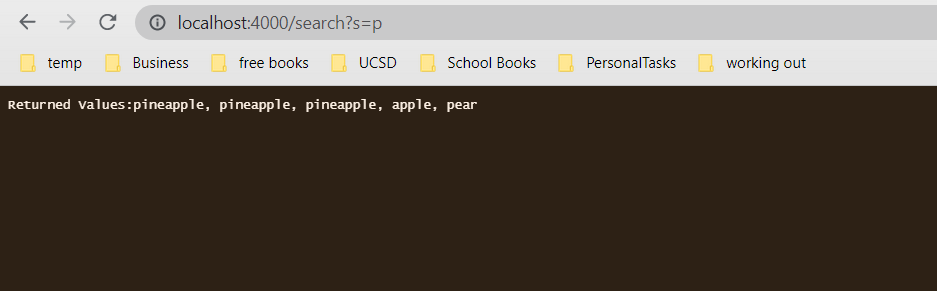 localhost:4000/search?s=p
temp Business free books UCSD School Books PersonalTasks working out
Returned Values:pineapple, pineapple, pineapple, apple, pear